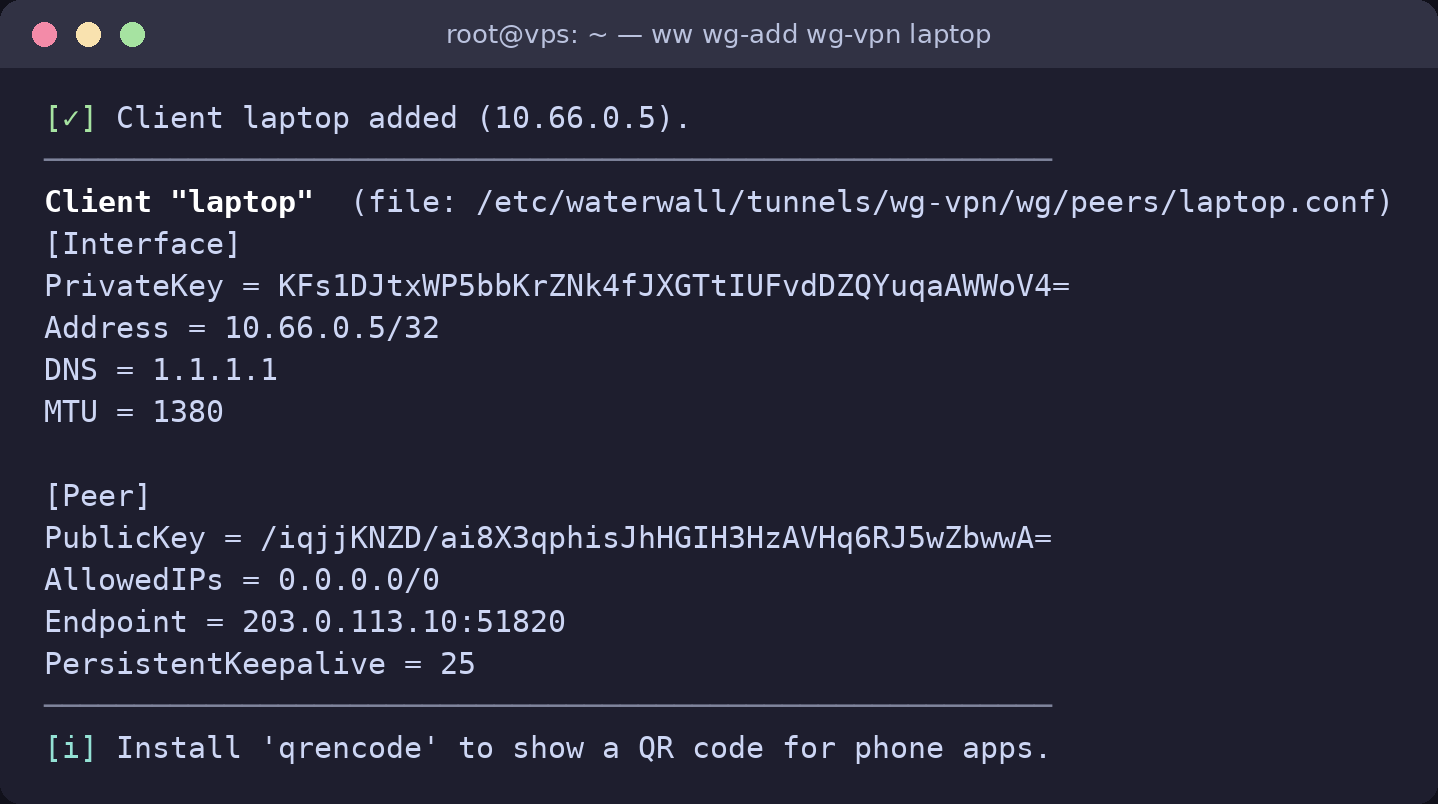 root@vps: ~ — ww wg-add wg-vpn laptop
[✓] Client laptop added (10.66.0.5).
Client "laptop"  (file: /etc/waterwall/tunnels/wg-vpn/wg/peers/laptop.conf)
[Interface]
PrivateKey = KFs1DJtxWP5bbKrZNk4fJXGTtIUFvdDZQYuqaAWWoV4=
Address = 10.66.0.5/32
DNS = 1.1.1.1
MTU = 1380
[Peer]
PublicKey = /iqjjKNZD/ai8X3qphisJhHGIH3HzAVHq6RJ5wZbwwA=
AllowedIPs = 0.0.0.0/0
Endpoint = 203.0.113.10:51820
PersistentKeepalive = 25
[i] Install 'qrencode' to show a QR code for phone apps.